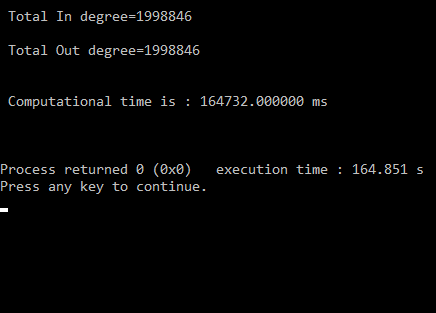 Total In degree=1998846
Total Out degree=1998846
Computational time is : 164732.000000 ms
Process returned 0 (0x0)   execution time : 164.851 s
Press any key to continue.